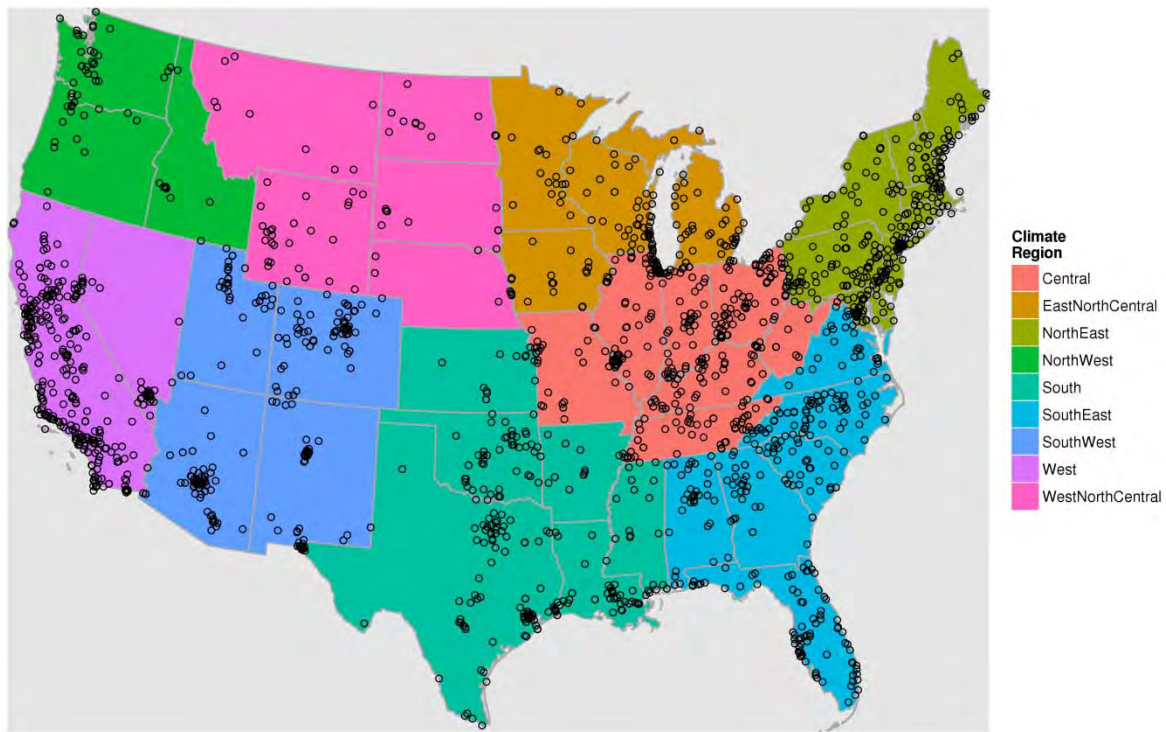 Climate
Region
Central
EastNorthCentral
NorthEast
NorthWest
South
SouthEast
SouthWest
West
WestNorthCentral